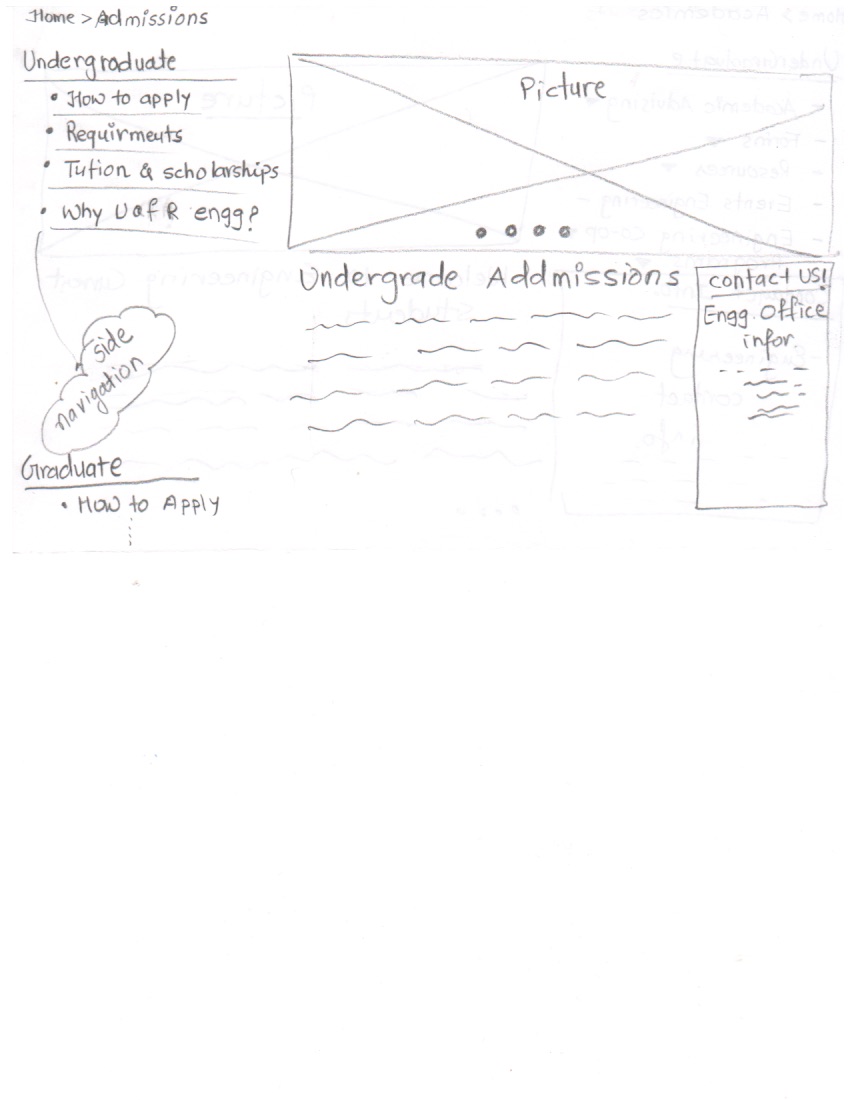 Home > Admissions
Undergraduate
• How to apply
• Requirments
• Tution & scholarships
• Why U of R engg?
side
navigation
Graduate
• How to Apply
Picture
Undergrade Addmissions
contact US!
Engg. Office
infor.